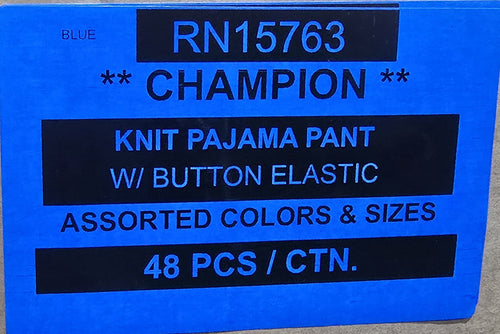 BLUE
RN15763
** CHAMPION **
KNIT PAJAMA PANT
W/ BUTTON ELASTIC
ASSORTED COLORS & SIZES
48 PCS / CTN.